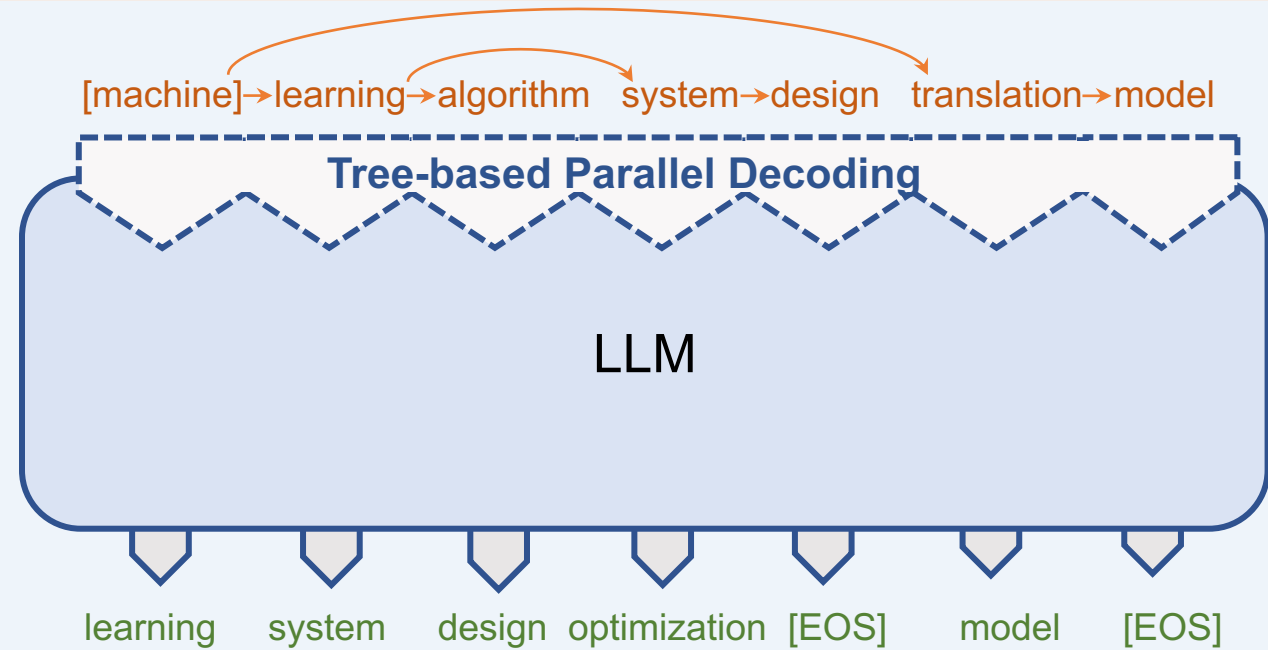 [machine]→learning→algorithm system→design translation→model
Tree-based Parallel Decoding
LLM
learning system design optimization [EOS] model [EOS]